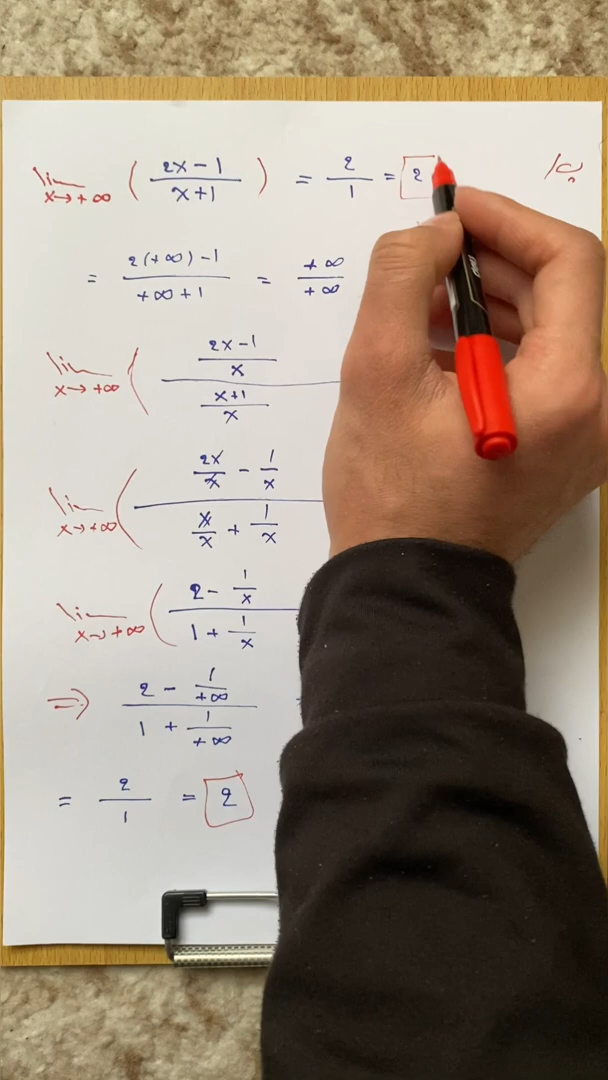 lim x→+∞ ( 2x-1 / x+1 ) = 2 / 1 = 2
= 2(+∞)-1 / +∞+1 = +∞ / +∞
lim x→+∞ ( 2x-1 / x / x+1 / x
lim x→+∞ ( 2x / x - 1 / x / x / x + 1 / x
lim x→+∞ ( 2 - 1 / x / 1 + 1 / x
⇒ 2 - 1 / +∞ / 1 + 1 / +∞
= 2 / 1 = 2